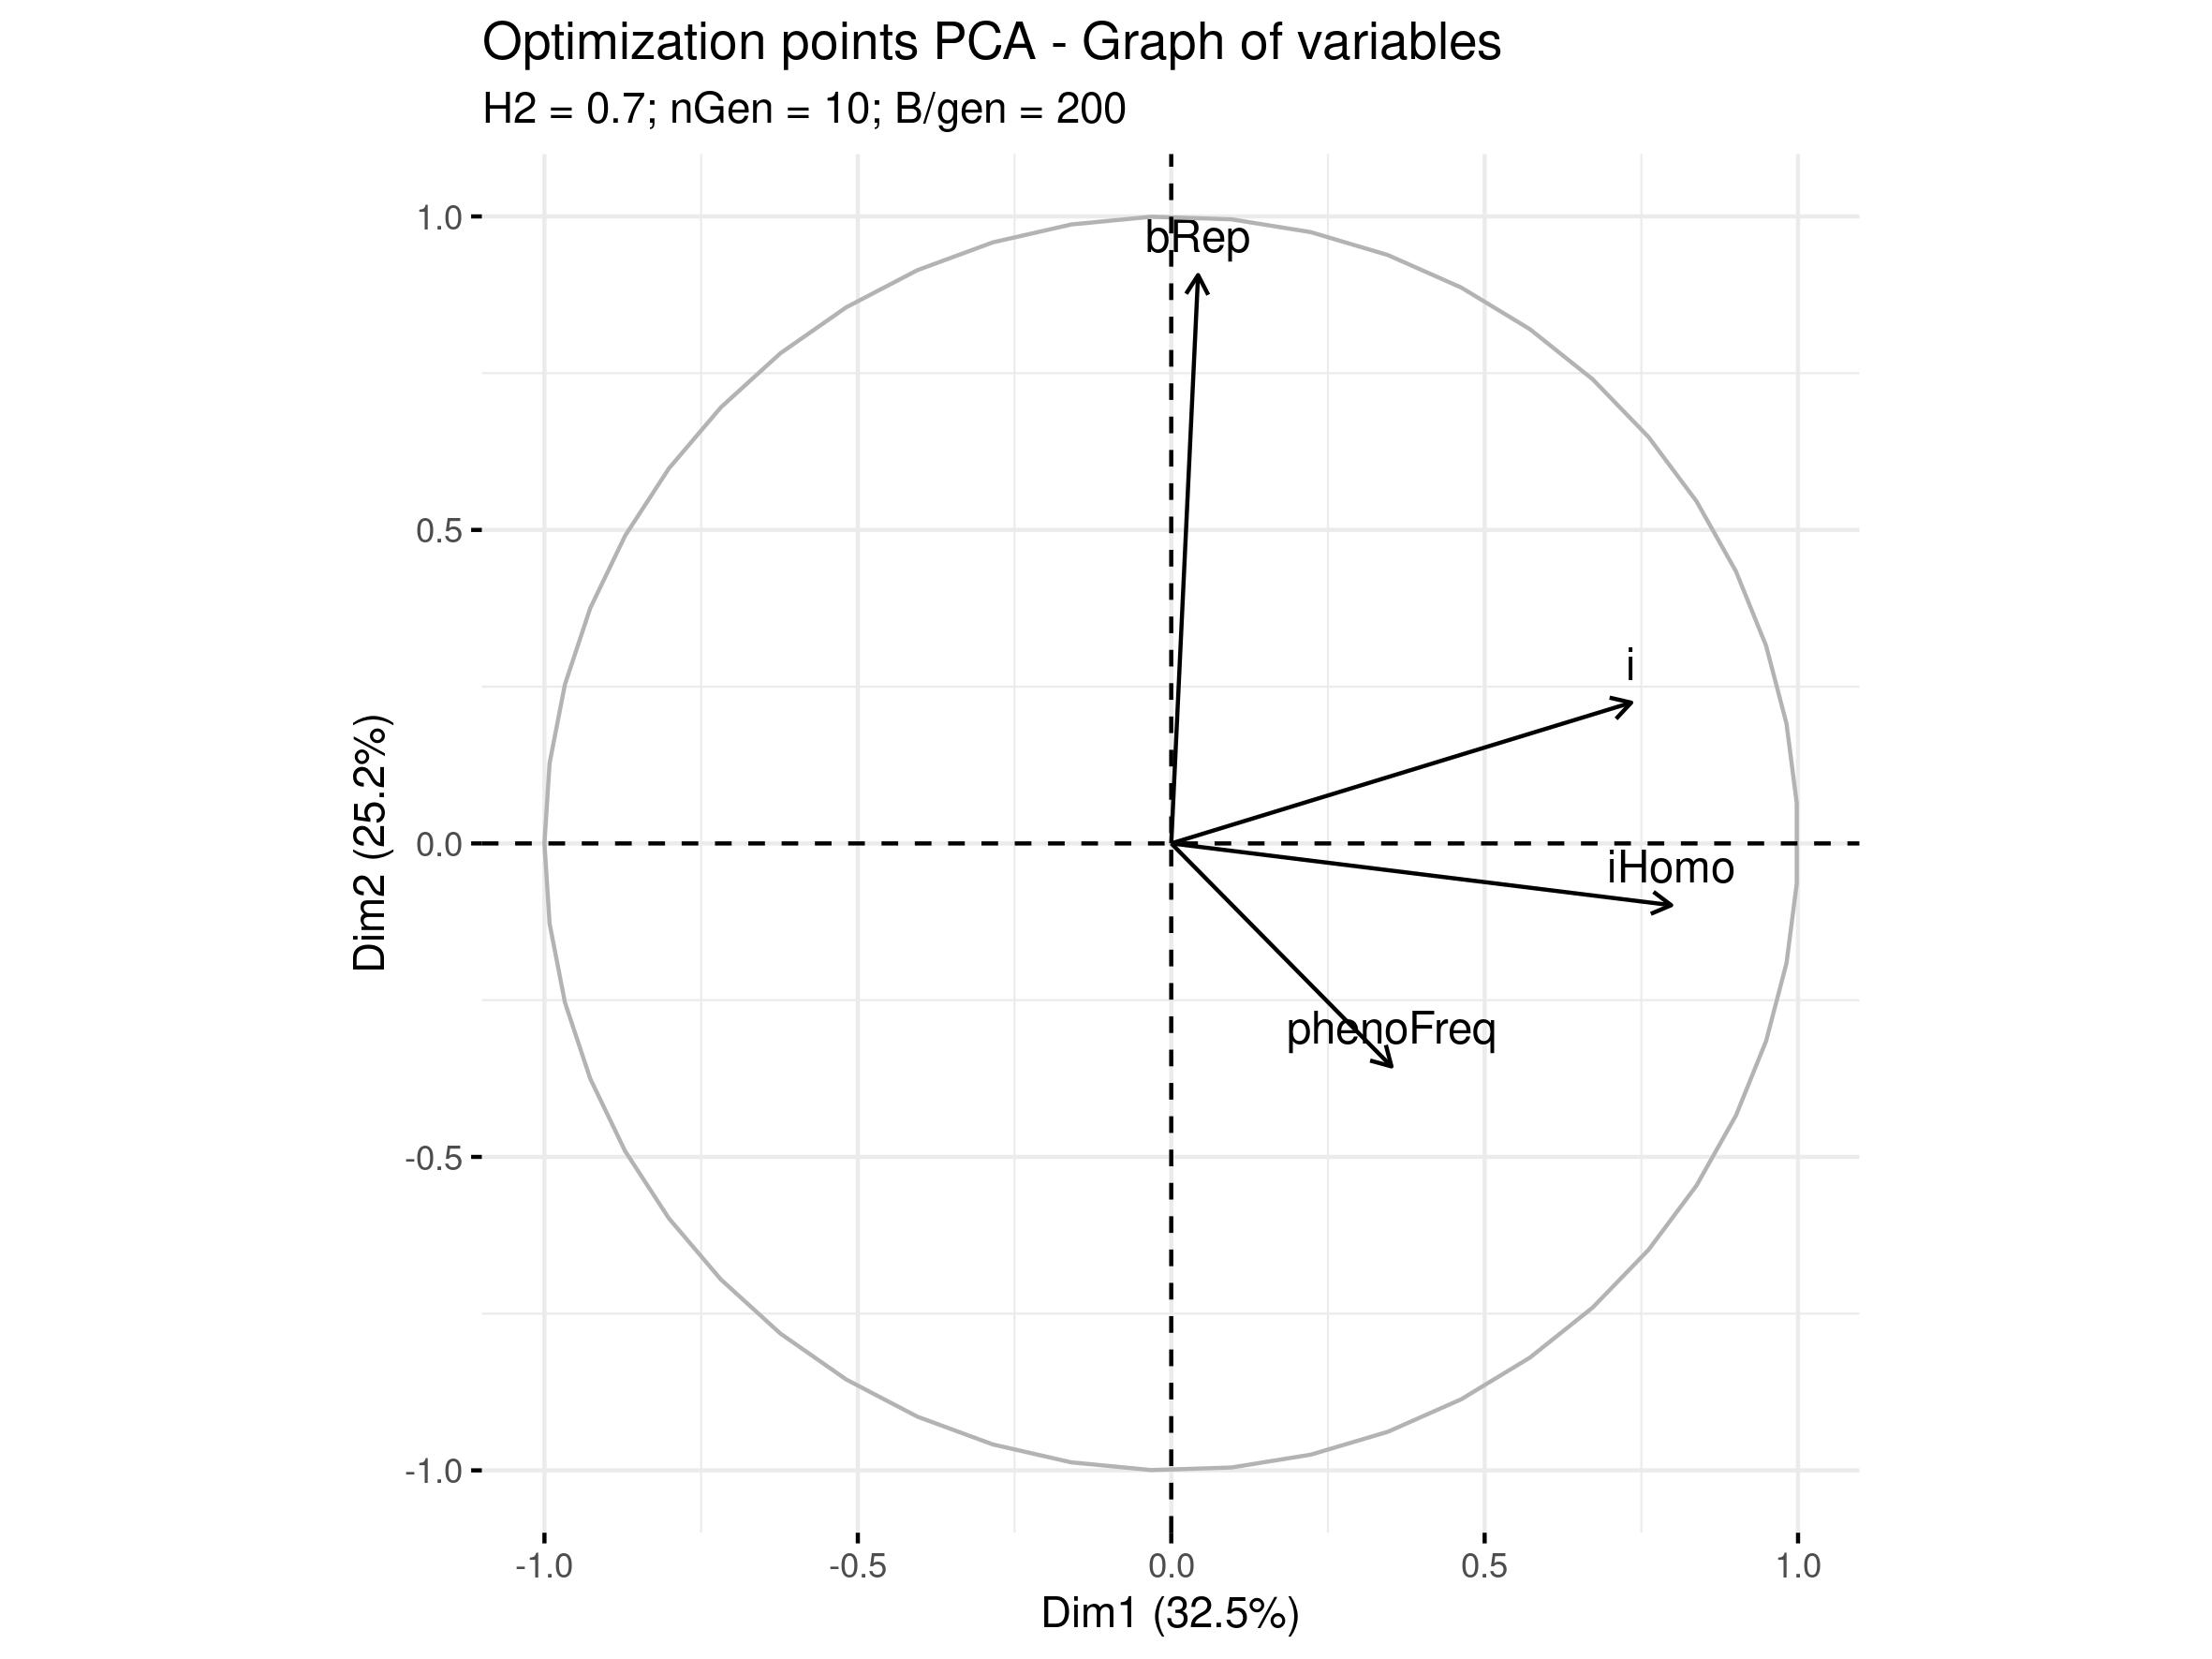 Optimization points PCA - Graph of variables
H2 = 0.7; nGen = 10; B/gen = 200
1.0
0.5
0.0
-0.5
-1.0
Dim2 (25.2%)
bRep
i
iHomo
phenoFreq
-1.0
-0.5
0.0
0.5
1.0
Dim1 (32.5%)